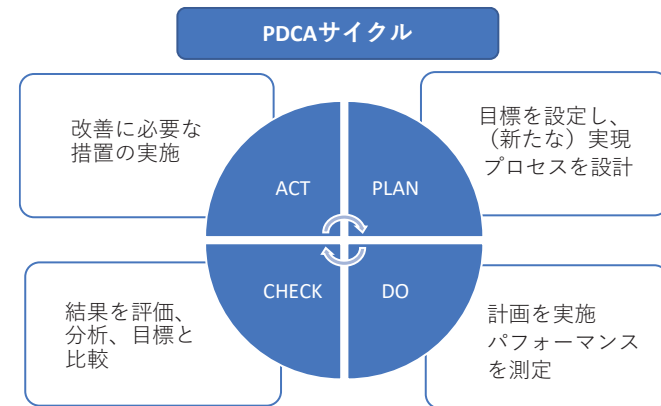 PDCAサイクル
改善に必要な
措置の実施
目標を設定し、
（新たな）実現
プロセスを設計
ACT
PLAN
CHECK
DO
結果を評価、
分析、目標と
比較
計画を実施
パフォーマンス
を測定